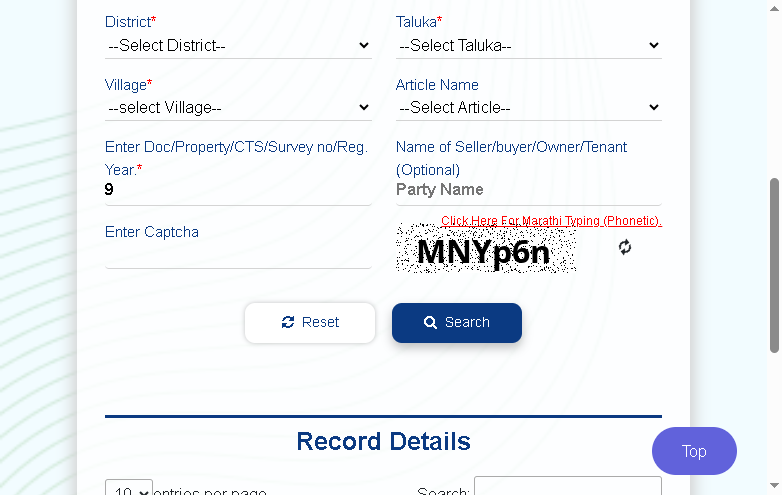 District* Taluka*
--Select District-- --Select Taluka--
Village* Article Name
--select Village-- --Select Article--
Enter Doc/Property/CTS/Survey no/Reg. Year.* Name of Seller/buyer/Owner/Tenant (Optional)
9 Party Name
Click Here For Marathi Typing (Phonetic).
Enter Captcha MNYp6n
Reset Search
Record Details
Top
10 entries per page Search: